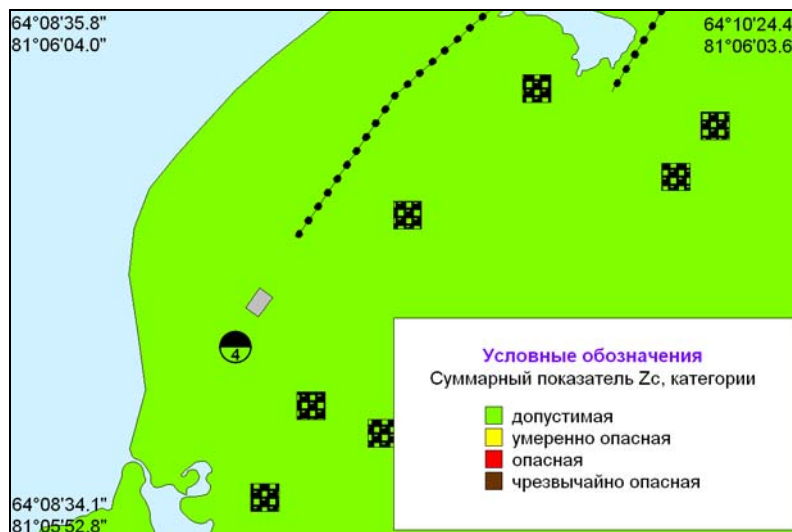 64°08'35.8"
81°06'04.0"
64°10'24.4
81°06'03.6
4
Условные обозначения
Суммарный показатель Zc, категории
допустимая
умеренно опасная
опасная
чрезвычайно опасная
64°08'34.1"
81°05'52.8"